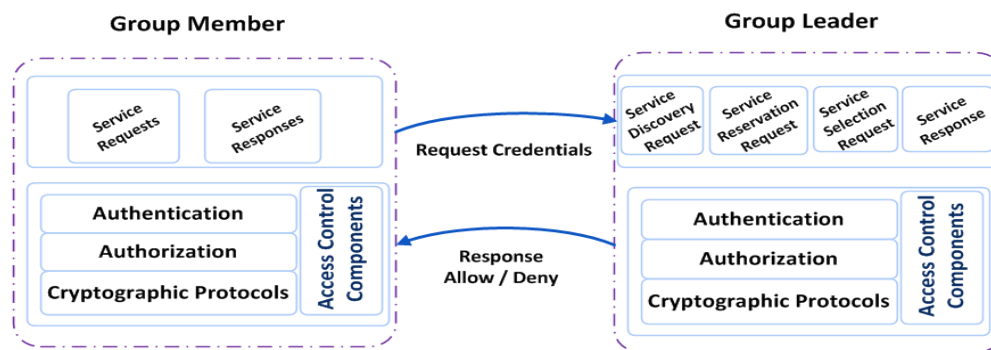 Group Member
Group Leader
Service
Requests
Service
Responses
Request Credentials
Service
Discovery
Request
Service
Reservation
Request
Service
Selection
Request
Service
Response
Authentication
Authorization
Cryptographic Protocols
Access Control
Components
Response
Allow / Deny
Authentication
Authorization
Cryptographic Protocols
Access Control
Components